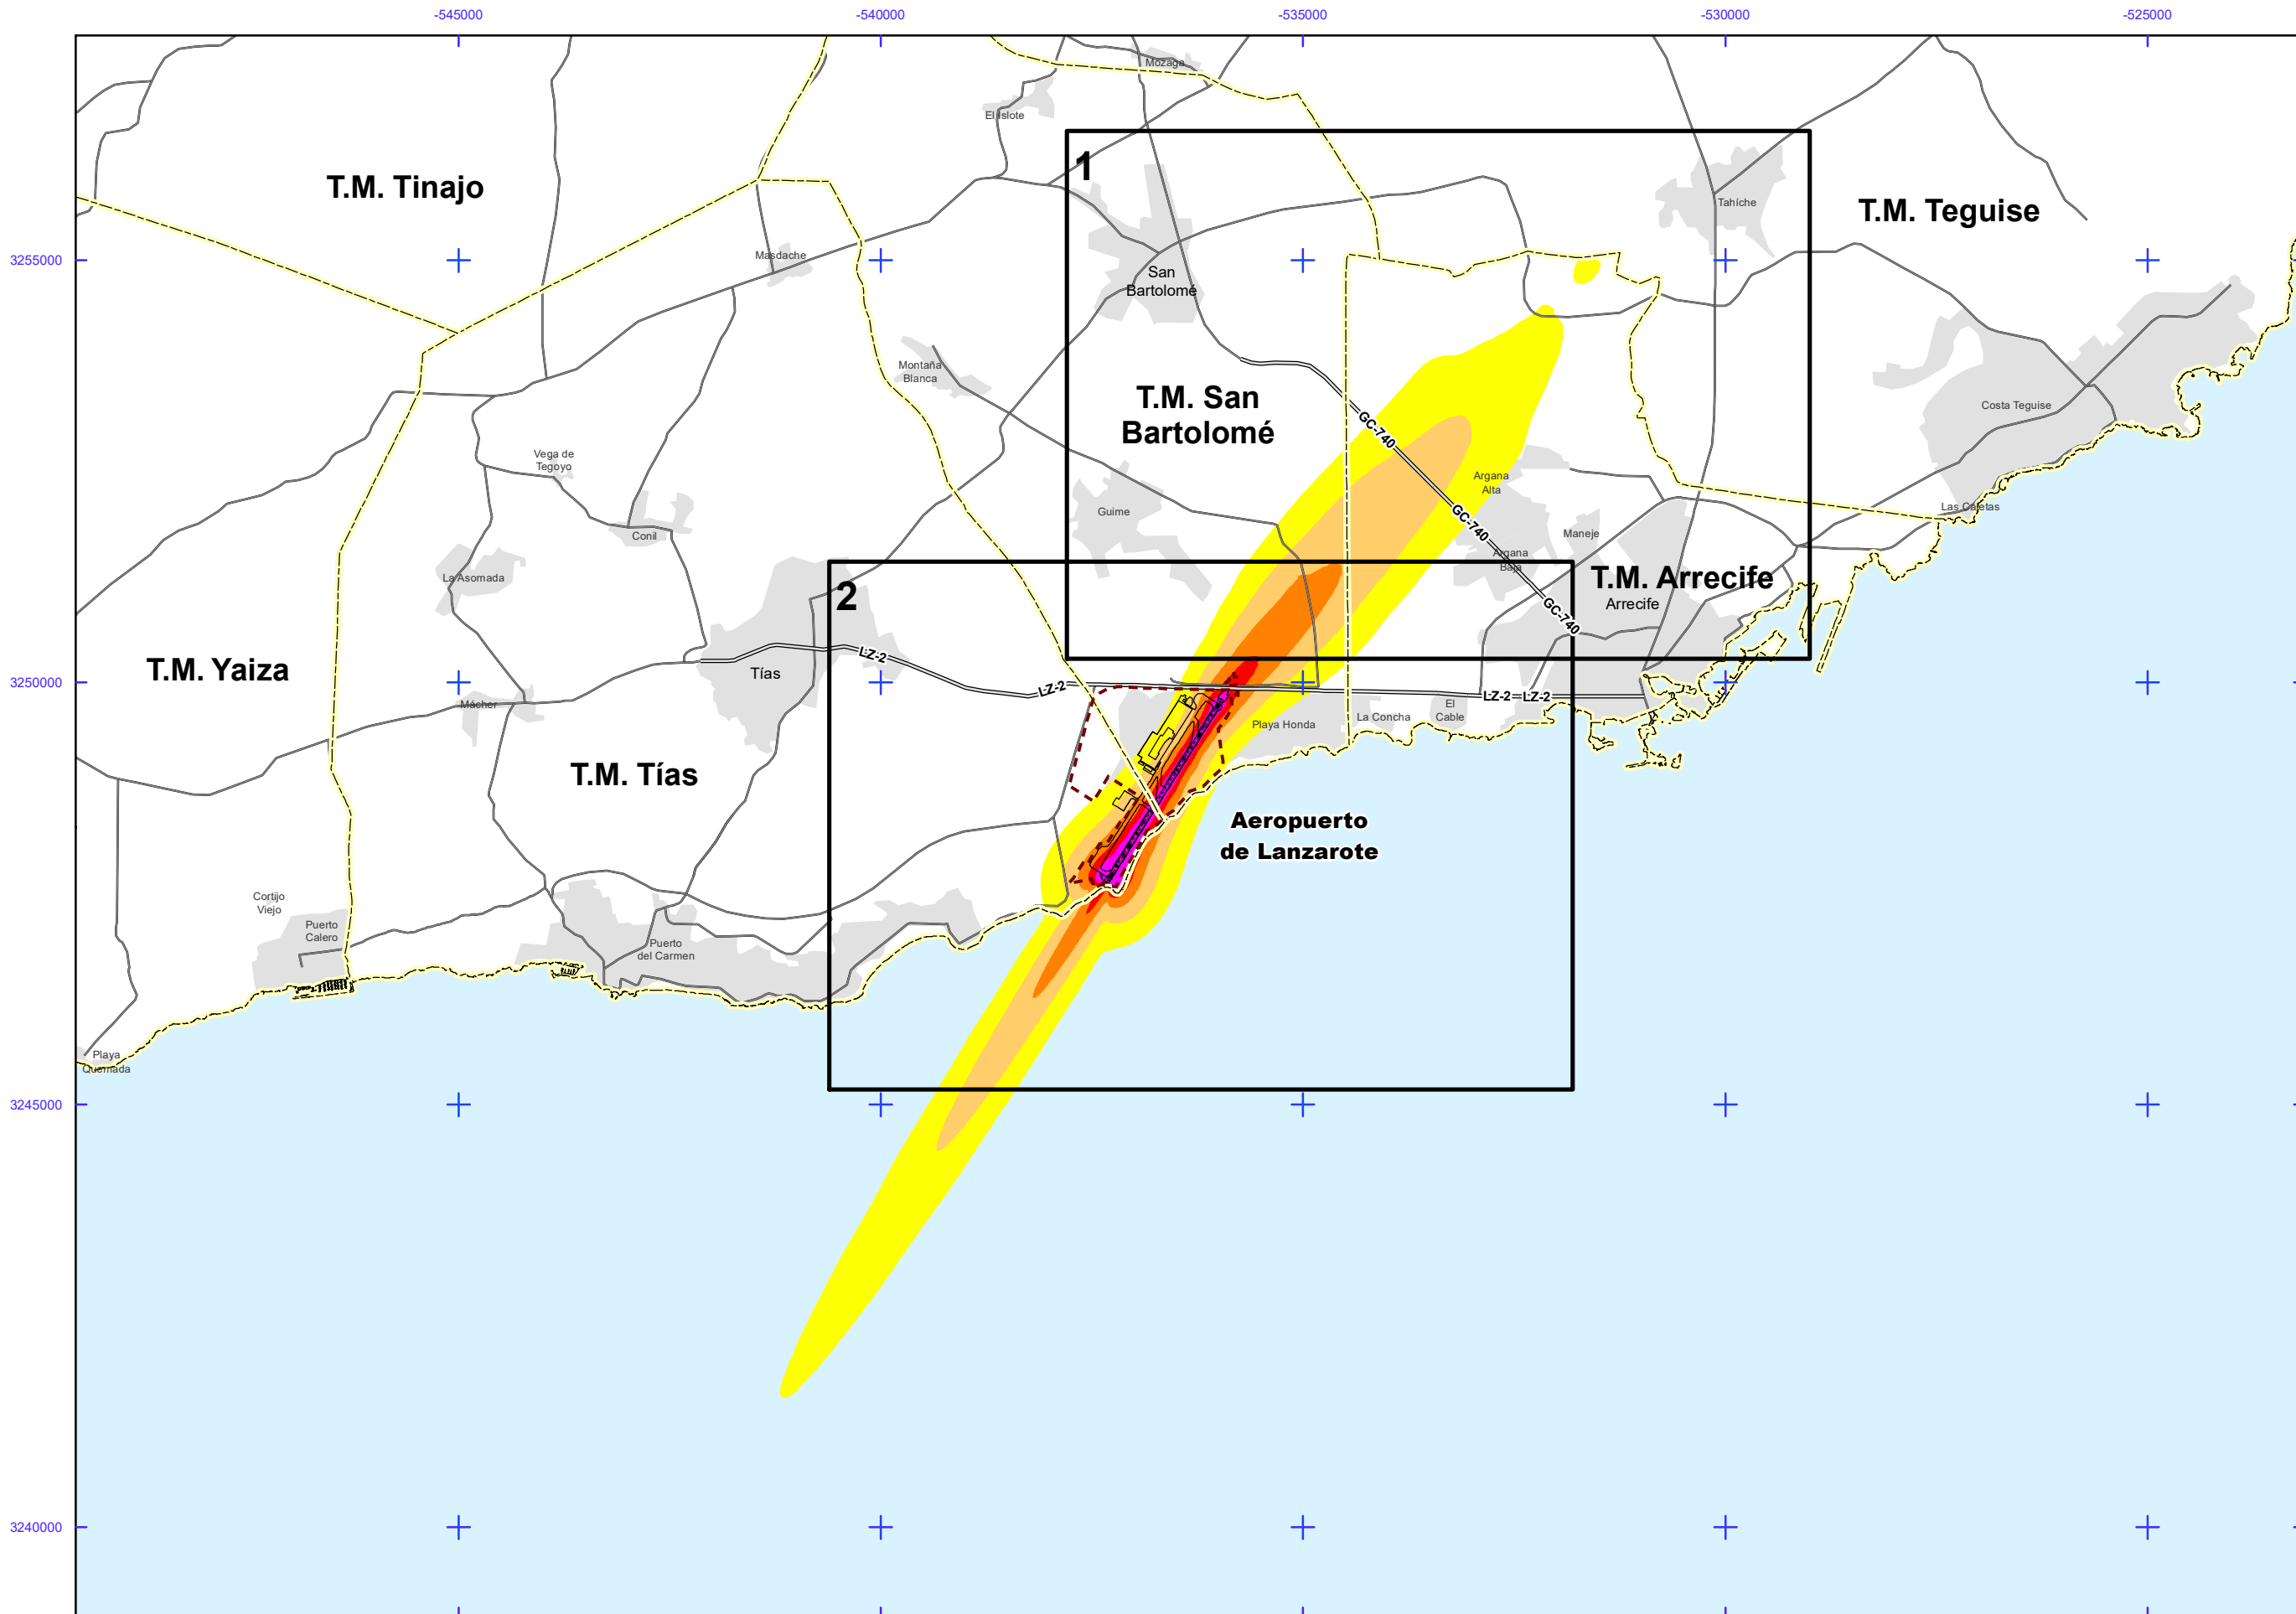 -545000
-540000
-535000
-530000
-525000
Mozaga
El Islote
1
T.M. Tinajo
Tahíche
T.M. Teguise
3255000
Masdache
San
Bartolomé
Montaña
Blanca
T.M. San
Bartolomé
GC-740
Costa Teguise
Vega de
Tegoyo
Argana
Alta
Las Caletas
Guime
GC-740
Maneje
Conil
Argana
Baja
La Asomada
T.M. Arrecife
2
Arrecife
GC-740
LZ-2
T.M. Yaiza
Tías
3250000
LZ-2
LZ-2
LZ-2
Mácher
El
Cable
La Concha
Playa Honda
T.M. Tías
Aeropuerto
de Lanzarote
Cortijo
Viejo
Puerto
Calero
Puerto
del Carmen
Playa
Quemada
3245000
3240000